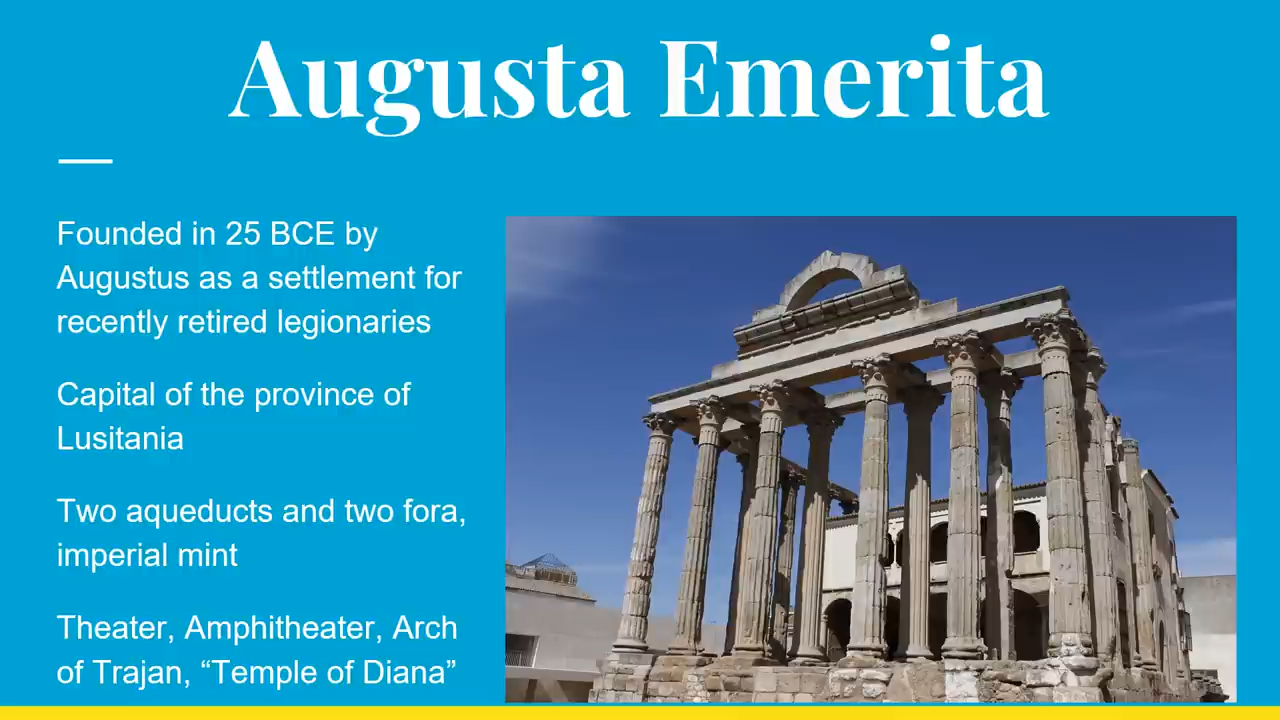 Augusta Emerita
Founded in 25 BCE by
Augustus as a settlement for
recently retired legionaries
Capital of the province of
Lusitania
Two aqueducts and two fora,
imperial mint
Theater, Amphitheater, Arch
of Trajan, “Temple of Diana”